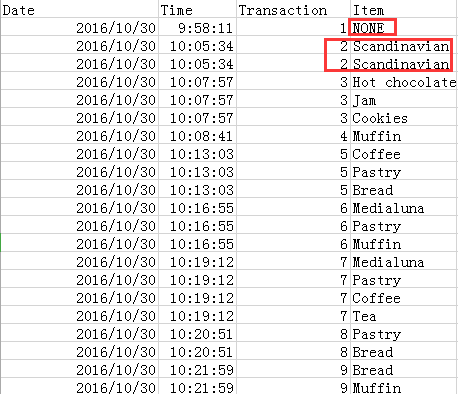 Date Time Transaction Item
2016/10/30 9:58:11 1 NONE
2016/10/30 10:05:34 2 Scandinavian
2016/10/30 10:05:34 2 Scandinavian
2016/10/30 10:07:57 3 Hot chocolate
2016/10/30 10:07:57 3 Jam
2016/10/30 10:07:57 3 Cookies
2016/10/30 10:08:41 4 Muffin
2016/10/30 10:13:03 5 Coffee
2016/10/30 10:13:03 5 Pastry
2016/10/30 10:13:03 5 Bread
2016/10/30 10:16:55 6 Medialuna
2016/10/30 10:16:55 6 Pastry
2016/10/30 10:16:55 6 Muffin
2016/10/30 10:19:12 7 Medialuna
2016/10/30 10:19:12 7 Pastry
2016/10/30 10:19:12 7 Coffee
2016/10/30 10:19:12 7 Tea
2016/10/30 10:20:51 8 Pastry
2016/10/30 10:20:51 8 Bread
2016/10/30 10:21:59 9 Bread
2016/10/30 10:21:59 9 Muffin